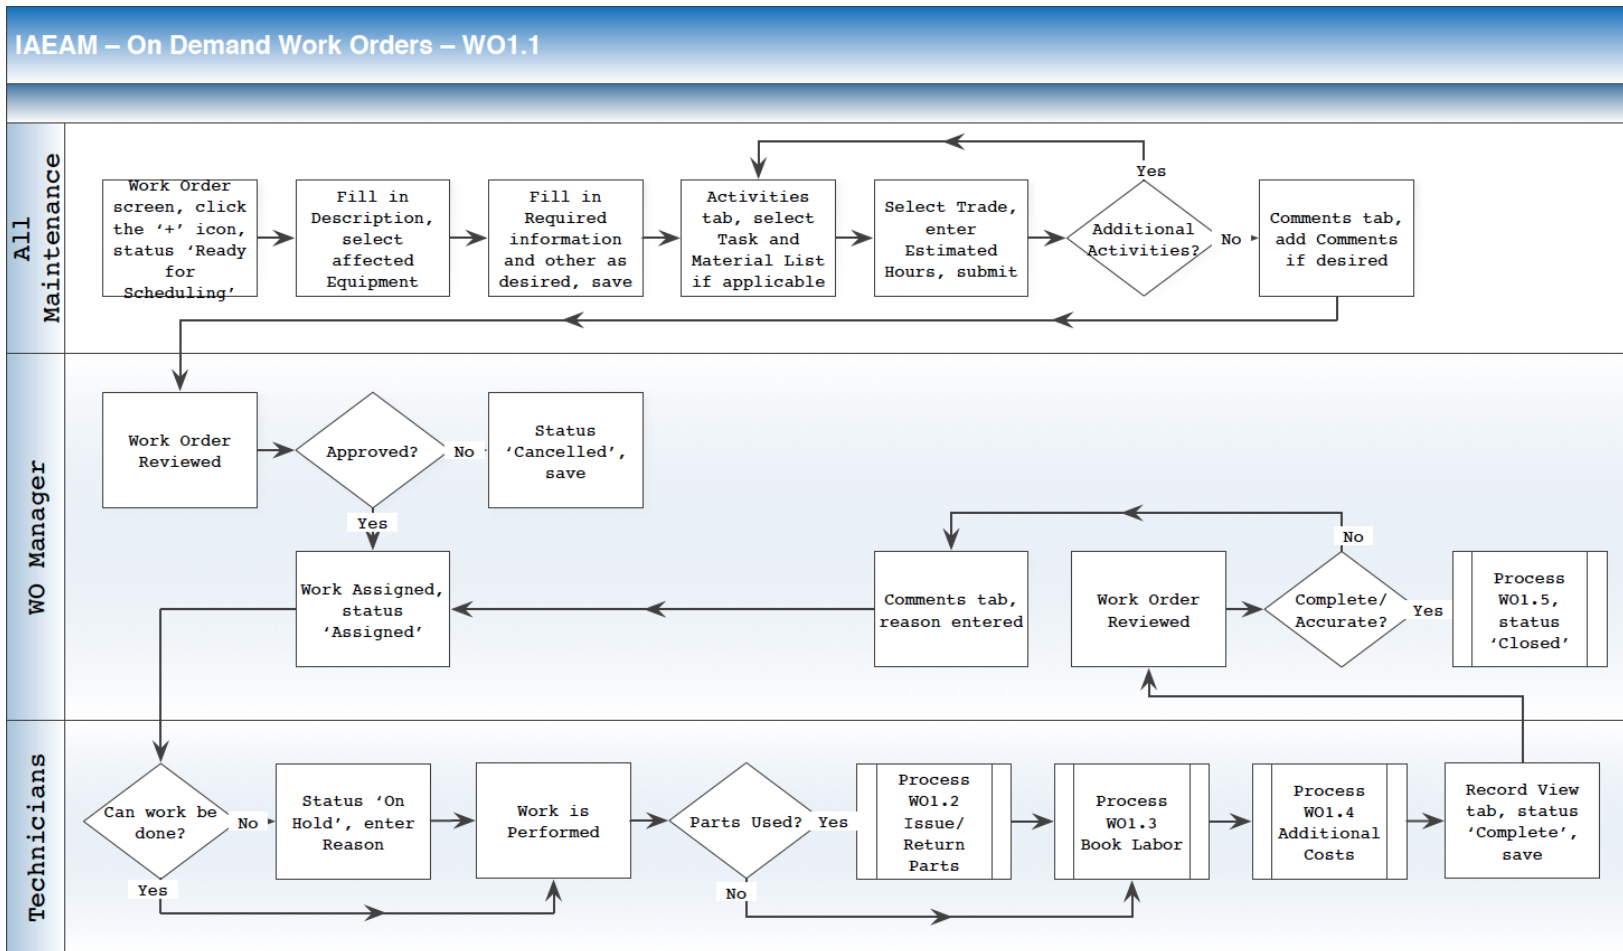 IAEAM – On Demand Work Orders – WO1.1
All
Maintenance
Work Order
screen, click
the ‘+’ icon,
status ‘Ready
for
Scheduling’
Fill in
Description,
select
affected
Equipment
Fill in
Required
information
and other as
desired, save
Activities
tab, select
Task and
Material List
if applicable
Select Trade,
enter
Estimated
Hours, submit
Additional
Activities?
Yes
No
Comments tab,
add Comments
if desired
WO Manager
Work Order
Reviewed
Approved?
No
Status
‘Cancelled’,
save
Yes
Work Assigned,
status
‘Assigned’
Comments tab,
reason entered
Work Order
Reviewed
Complete/
Accurate?
No
Yes
Process
WO1.5,
status
‘Closed’
Technicians
Can work be
done?
No
Yes
Status ‘On
Hold’, enter
Reason
Work is
Performed
Parts Used?
Yes
No
Process
WO1.2
Issue/
Return
Parts
Process
WO1.3
Book Labor
Process
WO1.4
Additional
Costs
Record View
tab, status
‘Complete’,
save